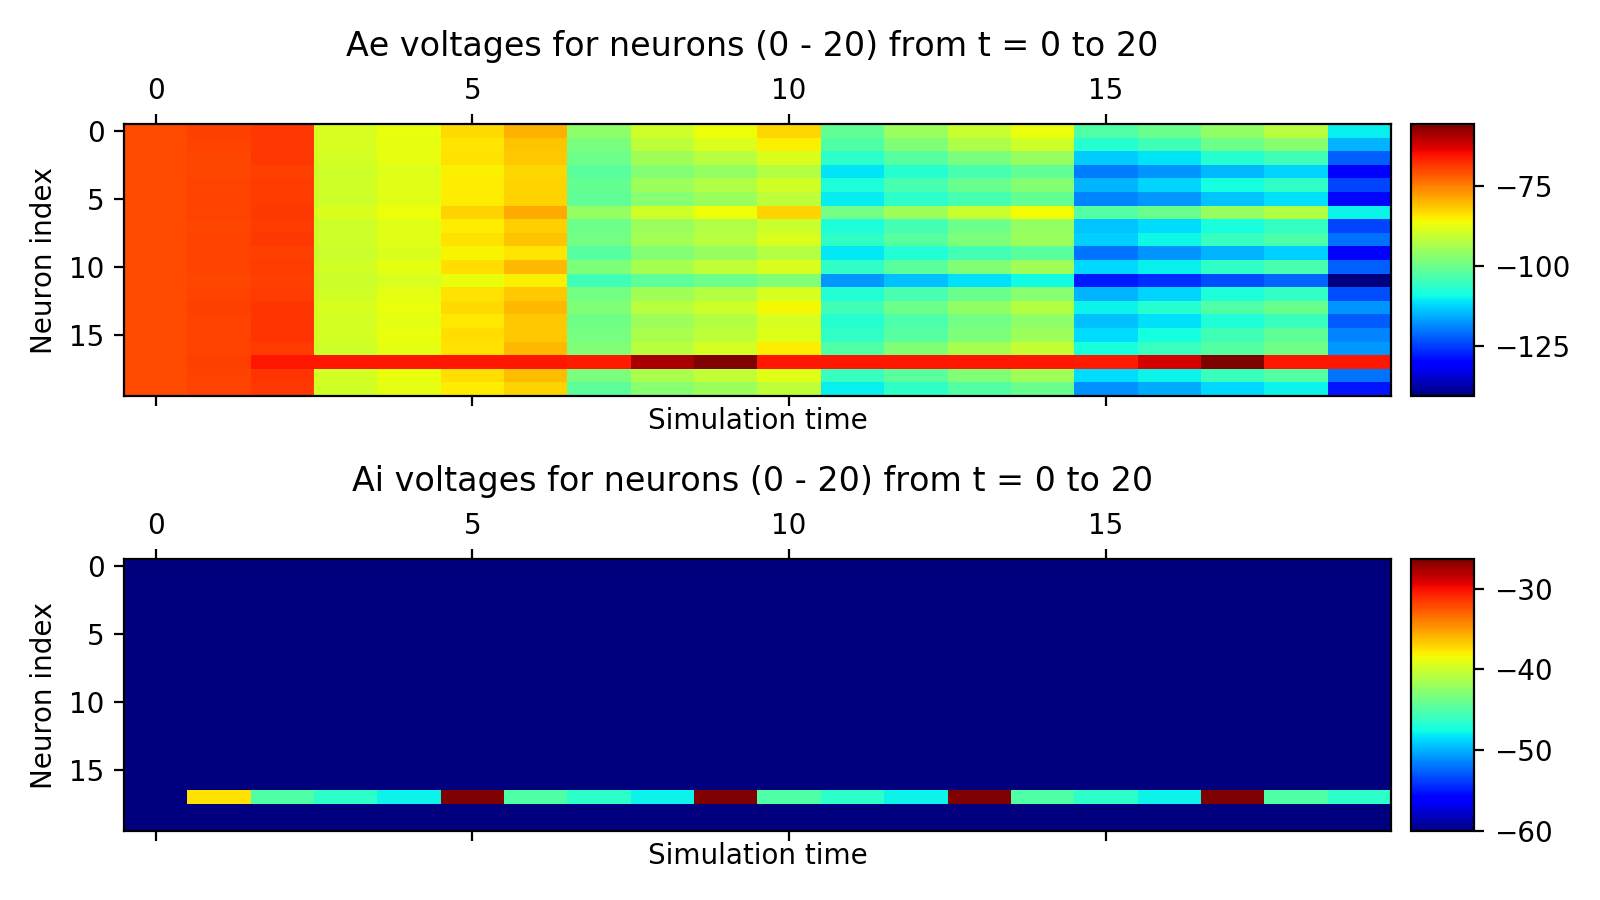 Ae voltages for neurons (0 - 20) from t = 0 to 20
0 5 10 15
Neuron index
0
5
10
15
−75
−100
−125
Simulation time
Ai voltages for neurons (0 - 20) from t = 0 to 20
0 5 10 15
Neuron index
0
5
10
15
−30
−40
−50
−60
Simulation time